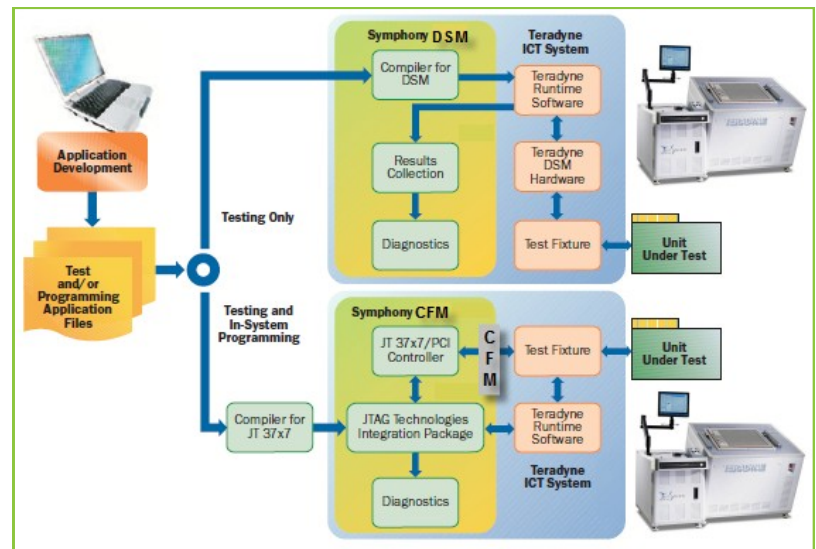 Application
Development
Test
and/or
Programming
Application
Files
Testing Only
Testing and
In-System
Programming
Symphony DSM
Compiler for
DSM
Results
Collection
Diagnostics
Teradyne
ICT System
Teradyne
Runtime
Software
Teradyne
DSM
Hardware
Test Fixture
Unit
Under Test
TERADYNE
Compiler for
JT 37x7
Symphony CFM
JT 37x7/PCI
Controller
JTAG Technologies
Integration Package
Diagnostics
C
F
M
Test Fixture
Teradyne
Runtime
Software
Teradyne
ICT System
Unit
Under Test
TERADYNE